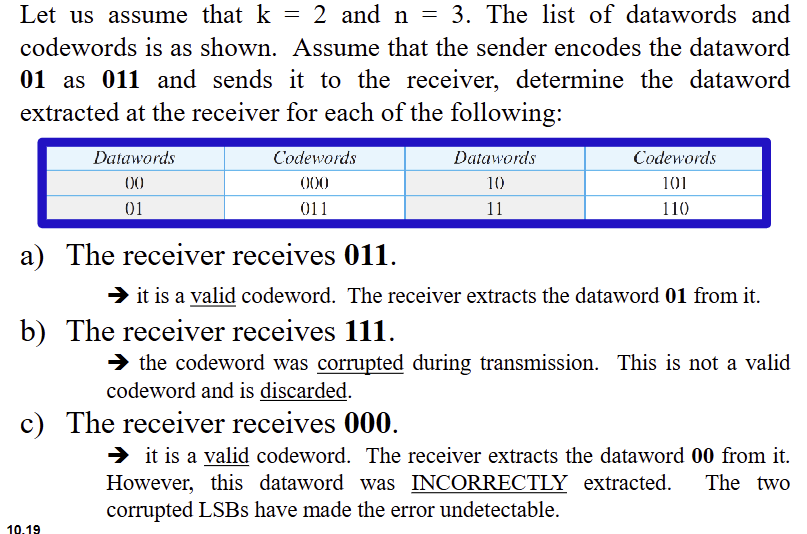 Let us assume that k = 2 and n = 3. The list of datawords and
codewords is as shown. Assume that the sender encodes the dataword
01 as 011 and sends it to the receiver, determine the dataword
extracted at the receiver for each of the following:
Datawords Codewords Datawords Codewords
00 000 10 101
01 011 11 110
a) The receiver receives 011.
➔ it is a valid codeword. The receiver extracts the dataword 01 from it.
b) The receiver receives 111.
➔ the codeword was corrupted during transmission. This is not a valid
codeword and is discarded.
c) The receiver receives 000.
➔ it is a valid codeword. The receiver extracts the dataword 00 from it.
However, this dataword was INCORRECTLY extracted. The two
corrupted LSBs have made the error undetectable.
10.19